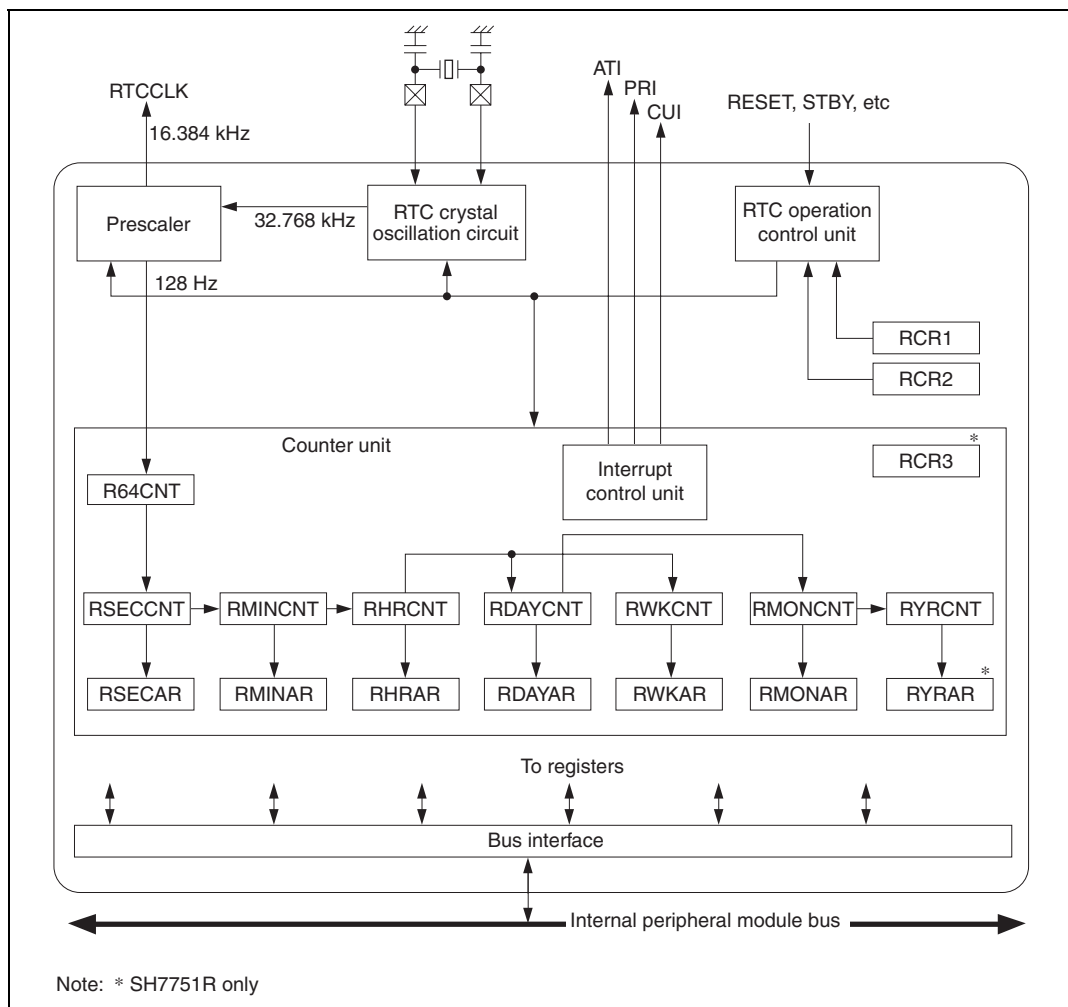 ATI
PRI
CUI
RTCCLK
RESET, STBY, etc
16.384 kHz
Prescaler
32.768 kHz
RTC crystal
oscillation circuit
RTC operation
control unit
128 Hz
RCR1
RCR2
Counter unit
*
RCR3
Interrupt
control unit
R64CNT
RSECCNT
RMINCNT
RHRCNT
RDAYCNT
RWKCNT
RMONCNT
RYRCNT
*
RSECAR
RMINAR
RHRAR
RDAYAR
RWKAR
RMONAR
RYRAR
To registers
Bus interface
Internal peripheral module bus
Note: * SH7751R only